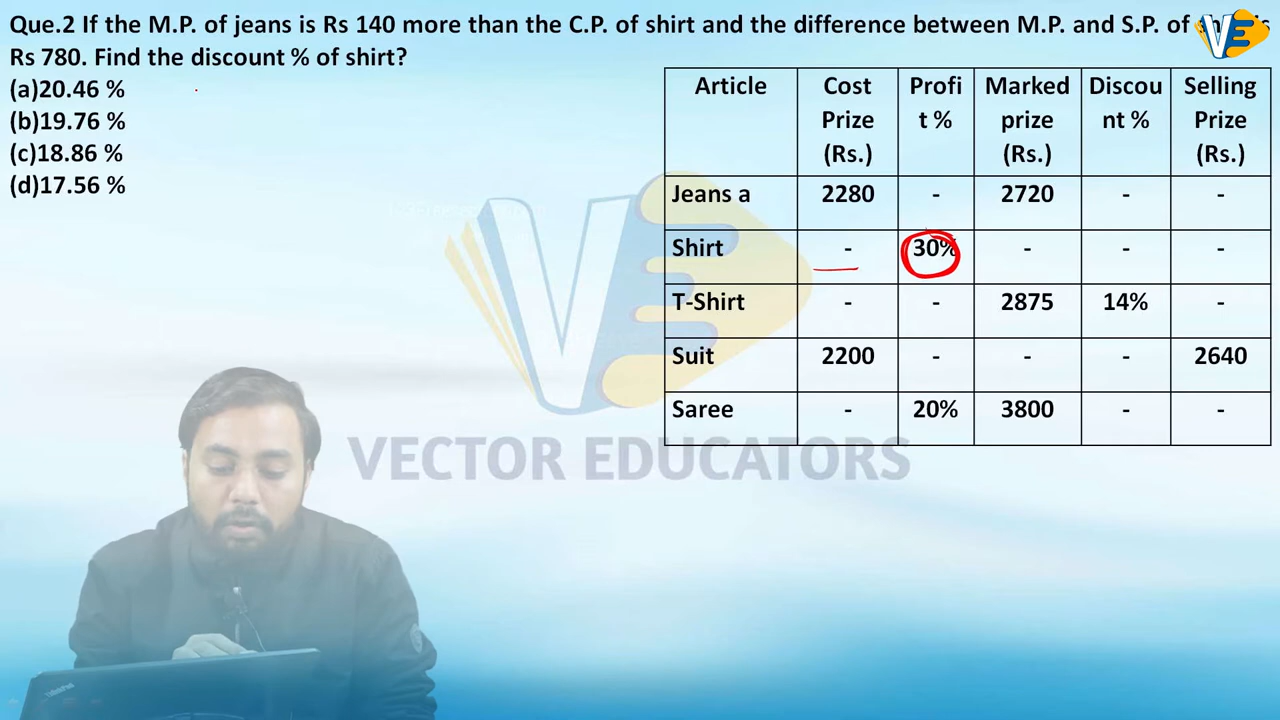 Que.2 If the M.P. of jeans is Rs 140 more than the C.P. of shirt and the difference between M.P. and S.P. of
Rs 780. Find the discount % of shirt?
(a)20.46 %
(b)19.76 %
(c)18.86 %
(d)17.56 %
Article Cost Prize (Rs.) Profi t % Marked prize (Rs.) Discou nt % Selling Prize (Rs.)
Jeans a 2280 - 2720 - -
Shirt - 30% - - -
T-Shirt - - 2875 14% -
Suit 2200 - - - 2640
Saree - 20% 3800 - -
VE
VECTOR EDUCATORS